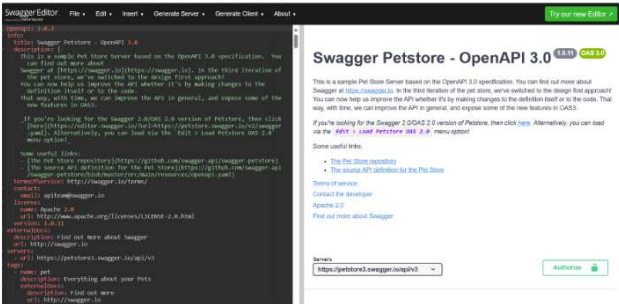 Swagger Editor. File Edit Insert Generate Server Generate Client About Try our new Editor
openapi: 3.0.3
info:
title: Swagger Petstore - OpenAPI 3.0
description: |-
This is a sample Pet Store Server based on the OpenAPI 3.0 specification. You
can find out more about
Swagger at [https://swagger.io](https://swagger.io). In the third iteration of
the pet store, we've switched to the design first approach!
You can now help us improve the API whether it's by making changes to the
definition itself or to the code.
That way, with time, we can improve the API in general, and expose some of the
new features in OAS3.
_If you're looking for the Swagger 2.0/OAS 2.0 version of Petstore, then click
[here](https://editor.swagger.io/?url=https://petstore.swagger.io/v2/swagger
.yaml). Alternatively, you can load via the `Edit > Load Petstore OAS 2.0`
menu option!_
Some useful links:
- [The Pet Store repository](https://github.com/swagger-api/swagger-petstore)
- [The source API definition for the Pet Store](https://github.com/swagger-api
/swagger-petstore/blob/master/src/main/resources/openapi.yaml)
termsOfService: http://swagger.io/terms/
contact:
email: apiteam@swagger.io
license:
name: Apache 2.0
url: http://www.apache.org/licenses/LICENSE-2.0.html
version: 1.0.11
externalDocs:
description: Find out more about Swagger
url: http://swagger.io
servers:
- url: https://petstore3.swagger.io/api/v3
tags:
- name: pet
description: Everything about your Pets
externalDocs:
description: Find out more
url: http://swagger.io
Swagger Petstore - OpenAPI 3.0 1.0.11 OAS 3.0
This is a sample Pet Store Server based on the OpenAPI 3.0 specification. You can find out more about
Swagger at https://swagger.io. In the third iteration of the pet store, we've switched to the design first approach!
You can now help us improve the API whether it's by making changes to the definition itself or to the code. That
way, with time, we can improve the API in general, and expose some of the new features in OAS3.
If you're looking for the Swagger 2.0/OAS 2.0 version of Petstore, then click here. Alternatively, you can load
via the Edit > Load Petstore OAS 2.0 menu option!
Some useful links:
The Pet Store repository
The source API definition for the Pet Store
Terms of service
Contact the developer
Apache 2.0
Find out more about Swagger
Servers
https://petstore3.swagger.io/api/v3
Authorize